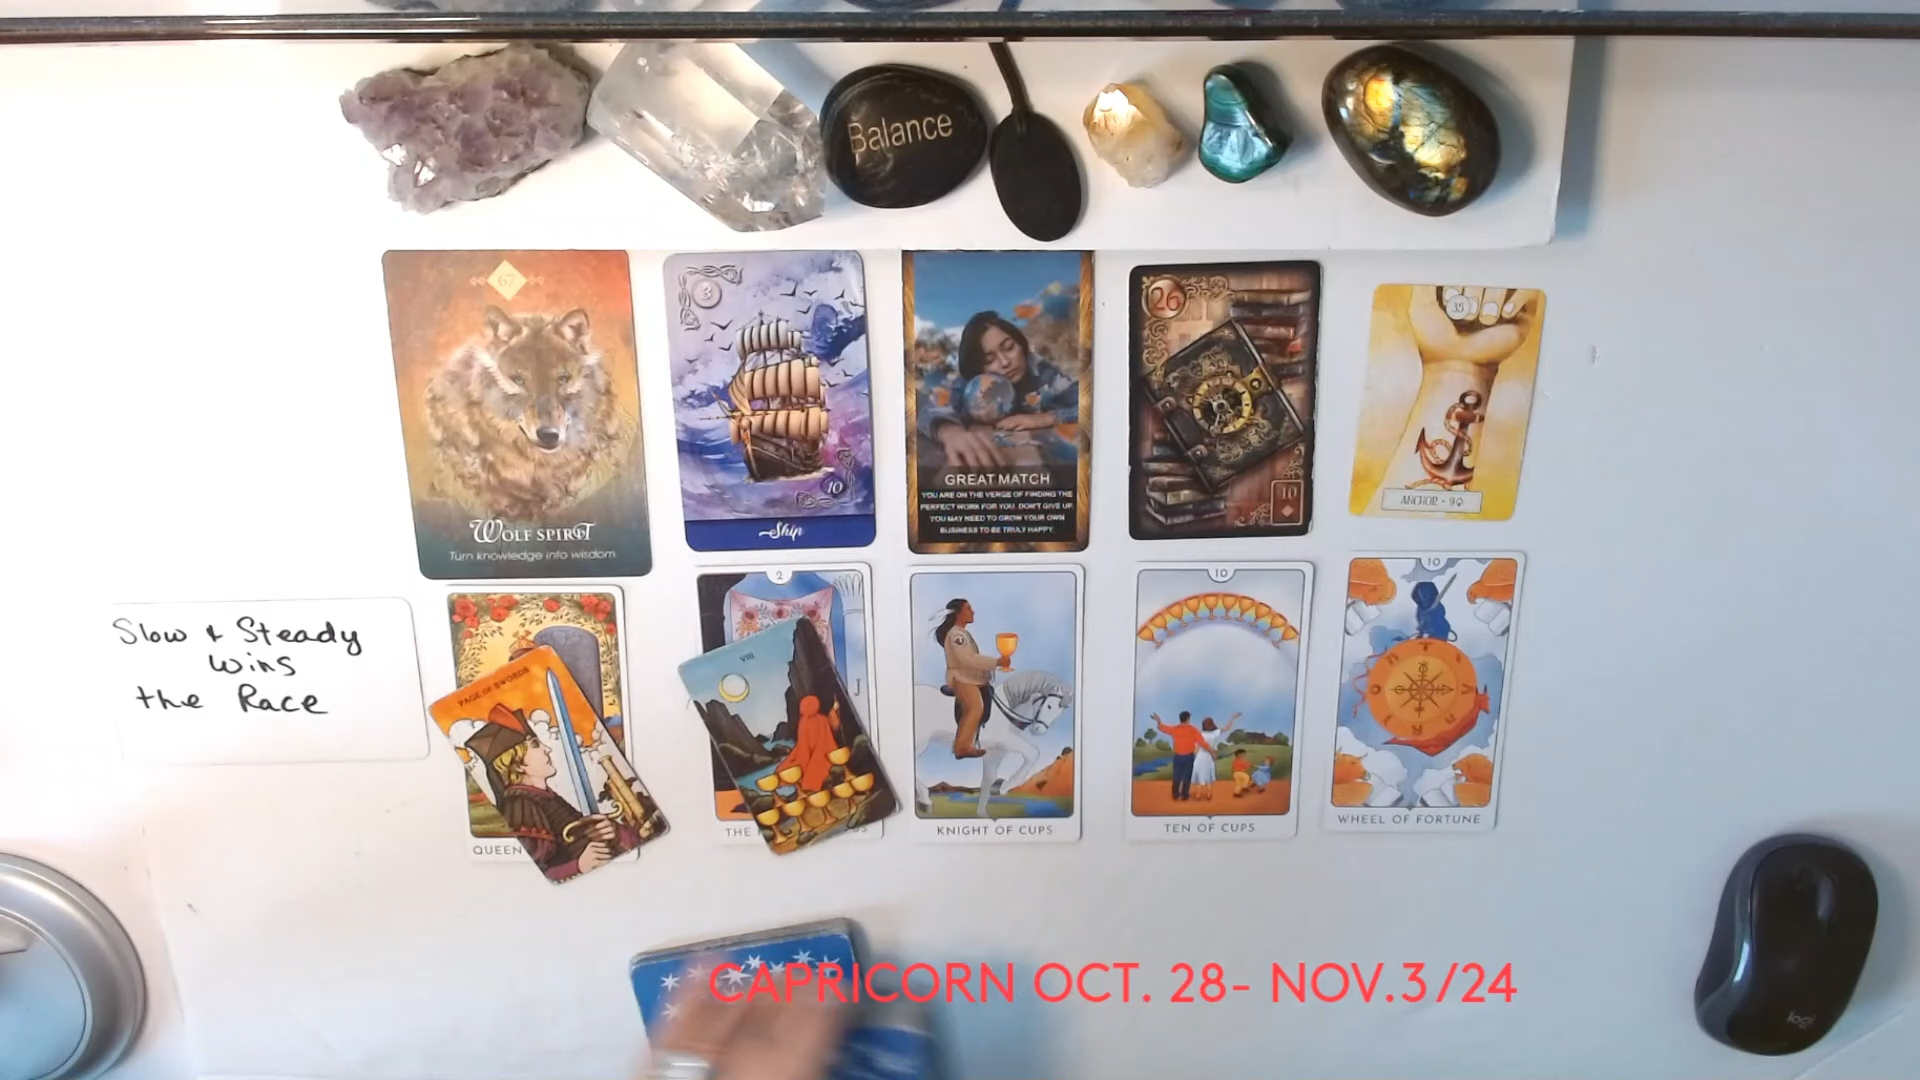 Balance
67
WOLF SPIRIT
Turn knowledge into wisdom
3
10
Ship
GREAT MATCH
YOU ARE ON THE VERGE OF FINDING THE
PERFECT WORK FOR YOU. DON'T GIVE UP.
YOU MAY NEED TO GROW YOUR OWN
BUSINESS TO BE TRULY HAPPY.
26
10
35
ANCHOR - 9
Slow & Steady
wins
the Race
QUEEN
PAGE OF SWORDS
2
VIII
J
THE
KNIGHT OF CUPS
10
TEN OF CUPS
10
WHEEL OF FORTUNE
CAPRICORN OCT. 28- NOV.3/24
logi